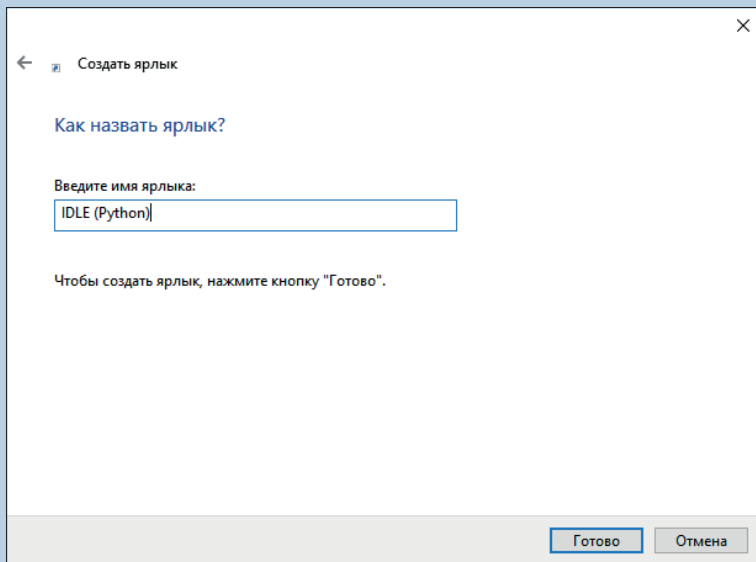 Создать ярлык
Как назвать ярлык?
Введите имя ярлыка:
IDLE (Python)
Чтобы создать ярлык, нажмите кнопку "Готово".
Готово
Отмена